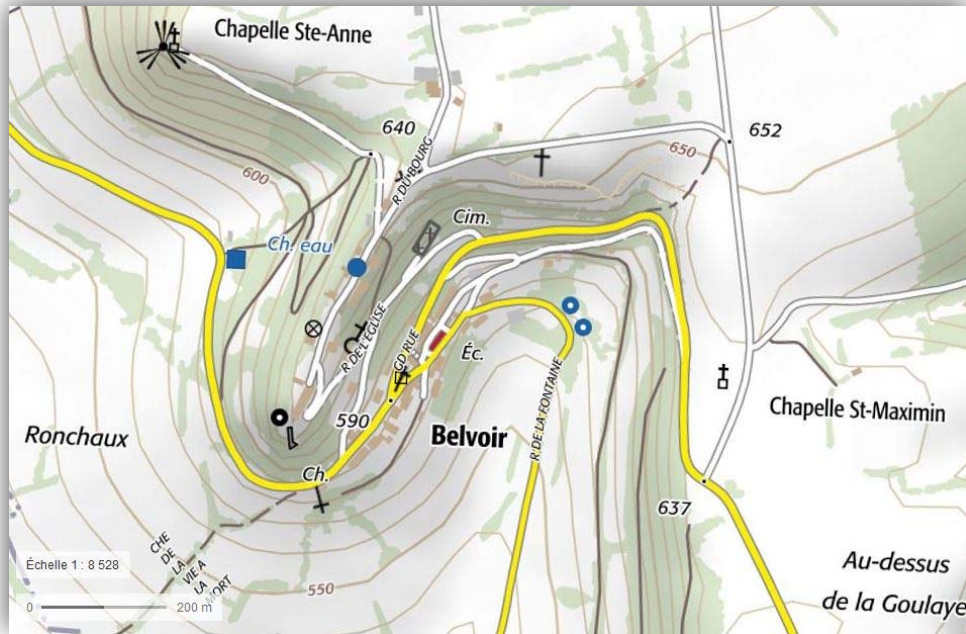 Chapelle Ste-Anne
640
652
R DU BOURG
650
600
Cim.
Ch. eau
R DE L'EGLISE
GD RUE
Éc.
R DE LA FONTAINE
590
Belvoir
Chapelle St-Maximin
Ronchaux
Ch.
637
CHE
DE
LA
VIE A
LA
MORT
Échelle 1 : 8 528
550
Au-dessus
de la Goulaye
0 200 m